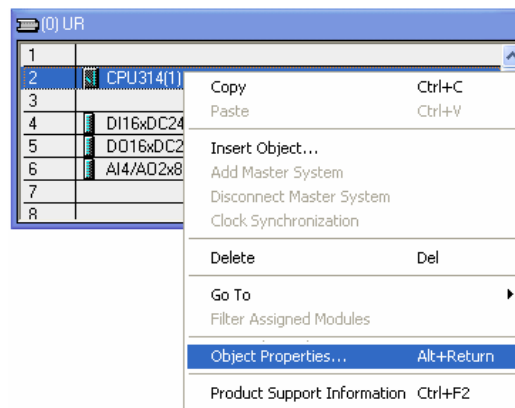 (0) UR
1
2 CPU314(1)
3
4 DI16xDC24
5 DO16xDC2
6 AI4/AO2x8
7
8
Copy Ctrl+C
Paste Ctrl+V
Insert Object...
Add Master System
Disconnect Master System
Clock Synchronization
Delete Del
Go To
Filter Assigned Modules
Object Properties... Alt+Return
Product Support Information Ctrl+F2